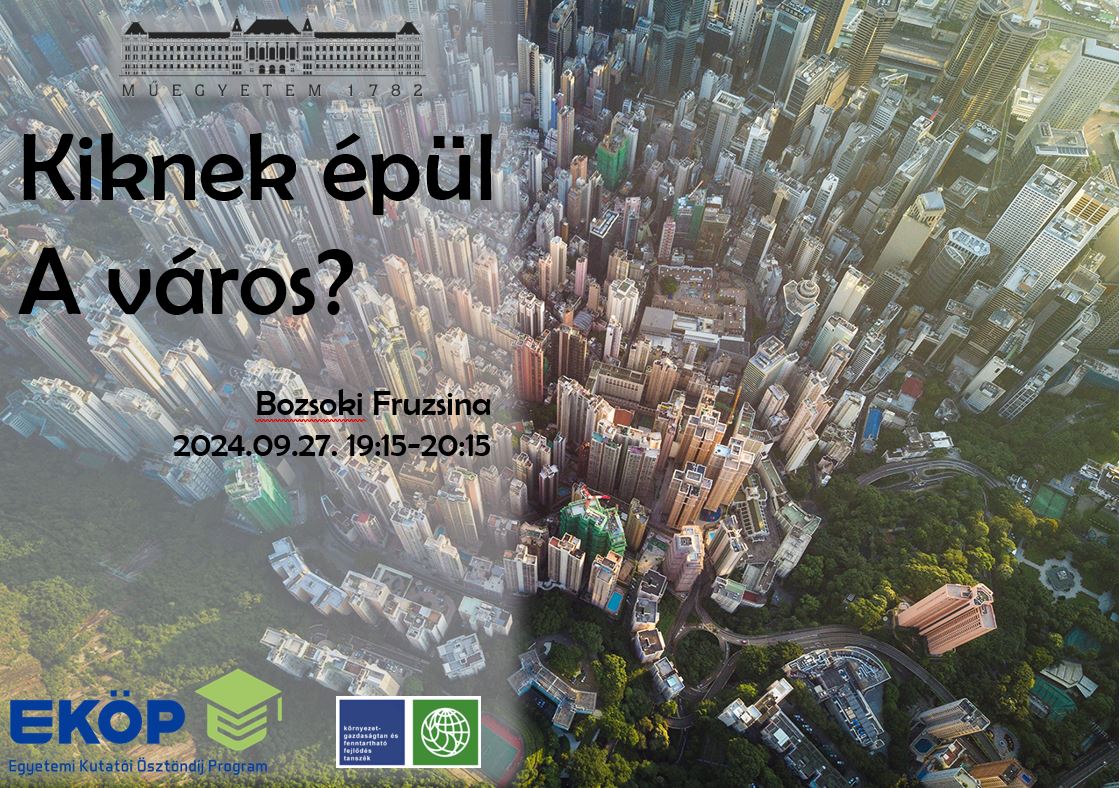 MŰEGYETEM 1782
Kiknek épül
A város?
Bozsoki Fruzsina
2024.09.27. 19:15-20:15
EKÖP
Egyetemi Kutatói Ösztöndíj Program
környezet-
gazdaságtan és
fenntartható
fejlődés
tanszék